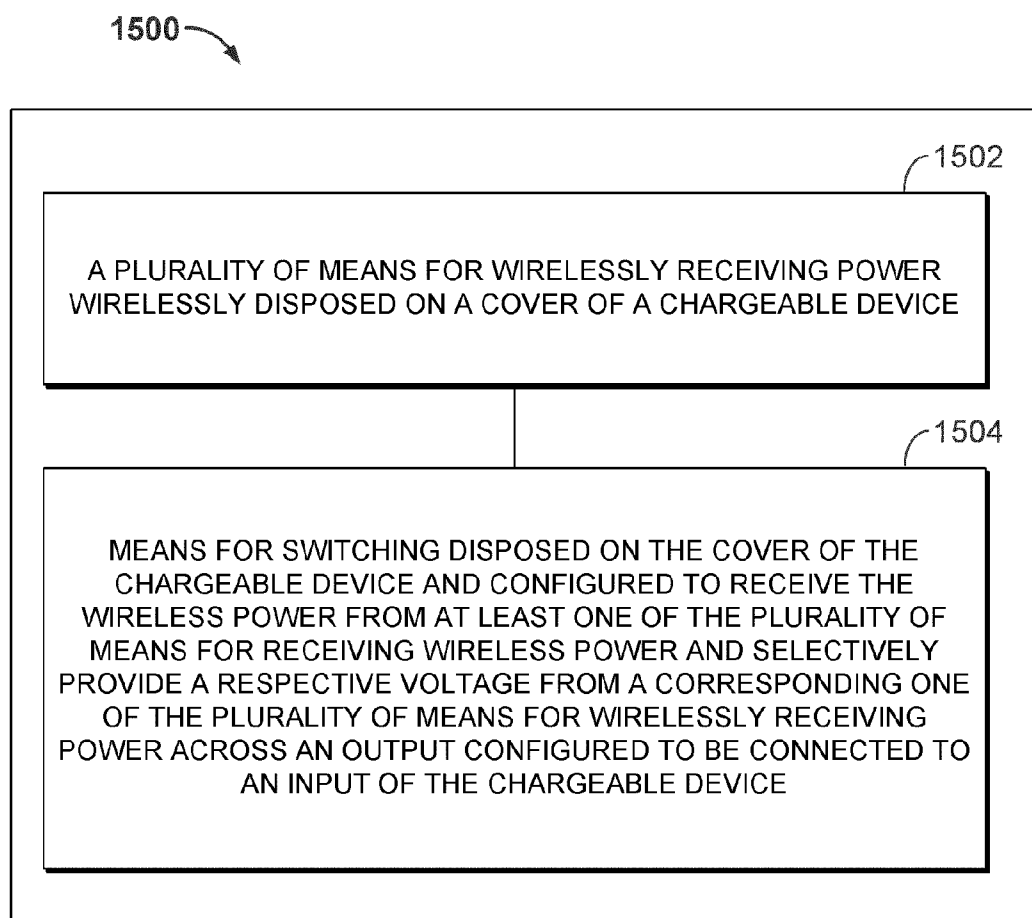 1500
1502
A PLURALITY OF MEANS FOR WIRELESSLY RECEIVING POWER
WIRELESSLY DISPOSED ON A COVER OF A CHARGEABLE DEVICE
1504
MEANS FOR SWITCHING DISPOSED ON THE COVER OF THE
CHARGEABLE DEVICE AND CONFIGURED TO RECEIVE THE
WIRELESS POWER FROM AT LEAST ONE OF THE PLURALITY OF
MEANS FOR RECEIVING WIRELESS POWER AND SELECTIVELY
PROVIDE A RESPECTIVE VOLTAGE FROM A CORRESPONDING ONE
OF THE PLURALITY OF MEANS FOR WIRELESSLY RECEIVING
POWER ACROSS AN OUTPUT CONFIGURED TO BE CONNECTED TO
AN INPUT OF THE CHARGEABLE DEVICE